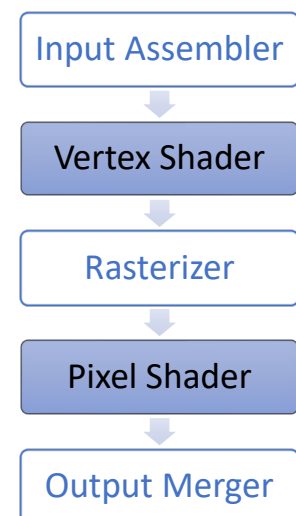 Input Assembler
Vertex Shader
Rasterizer
Pixel Shader
Output Merger